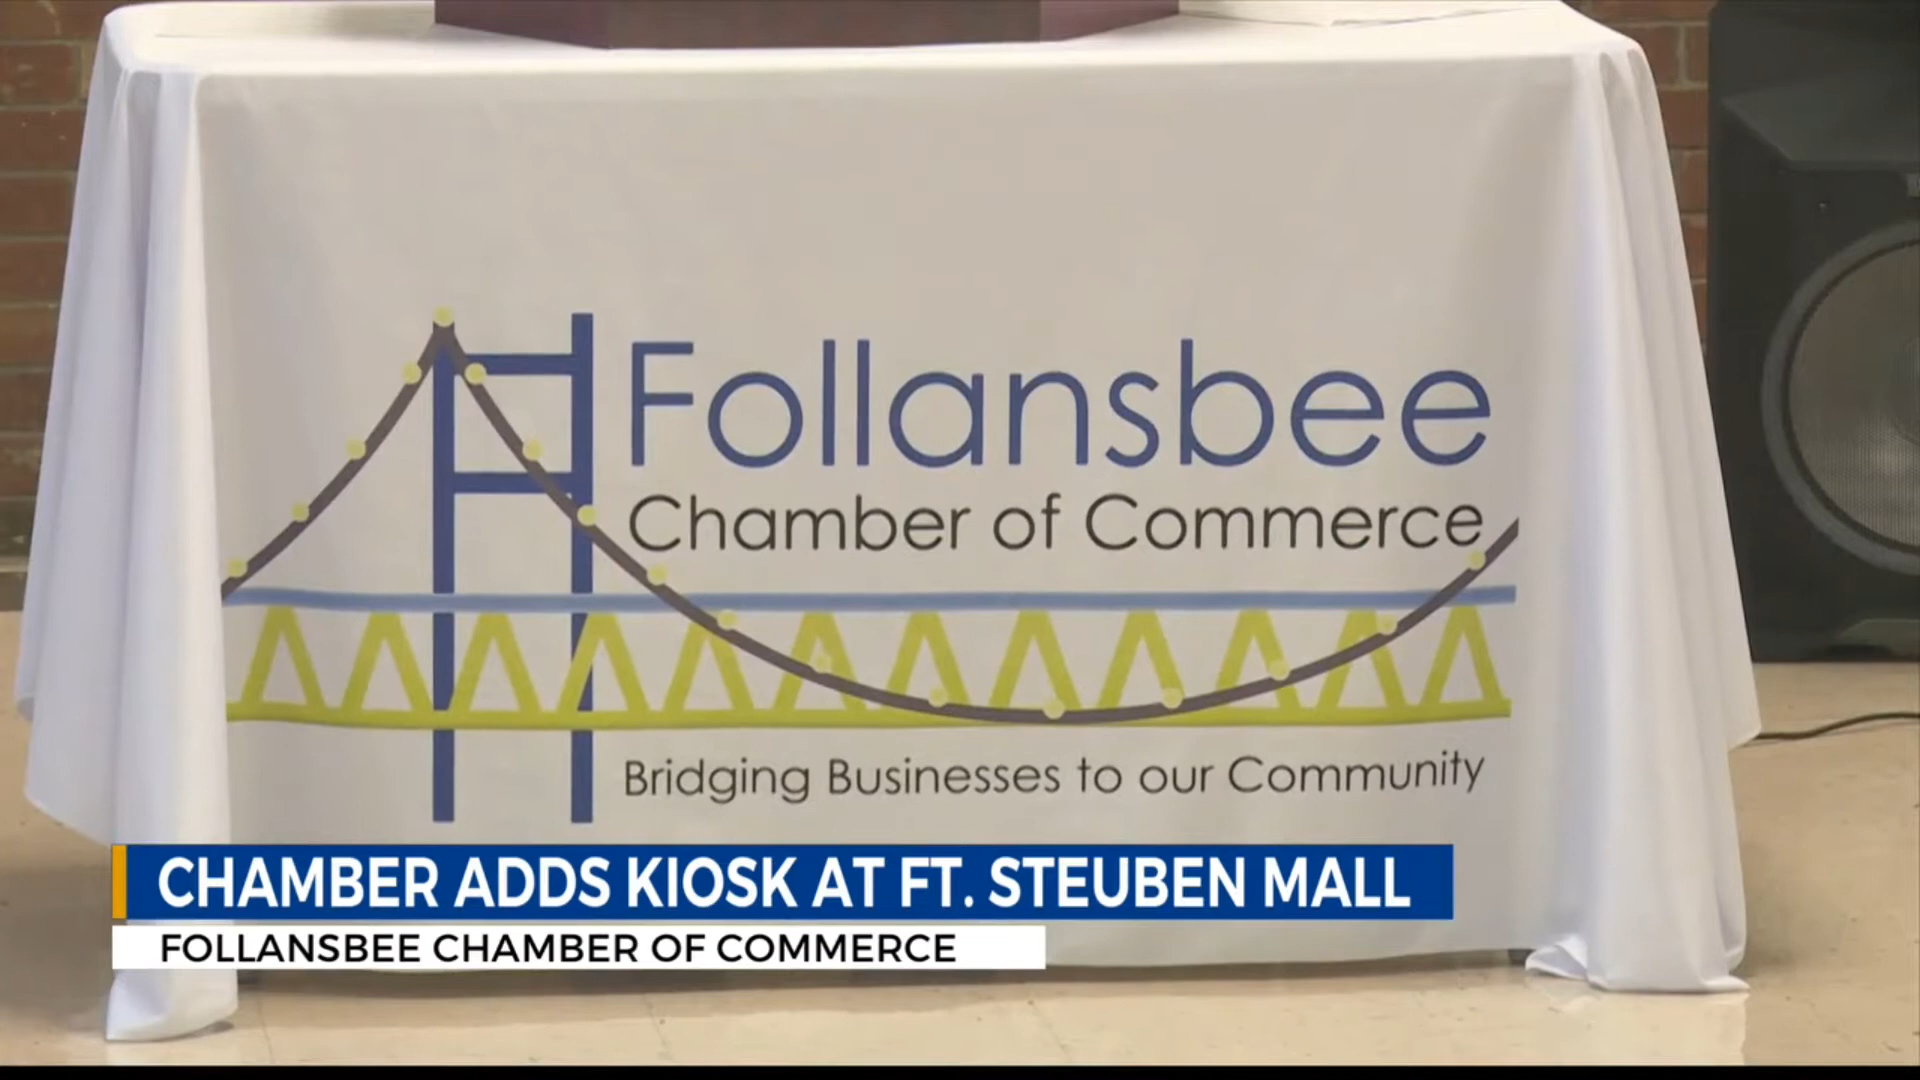 Follansbee
Chamber of Commerce
Bridging Businesses to our Community
CHAMBER ADDS KIOSK AT FT. STEUBEN MALL
FOLLANSBEE CHAMBER OF COMMERCE